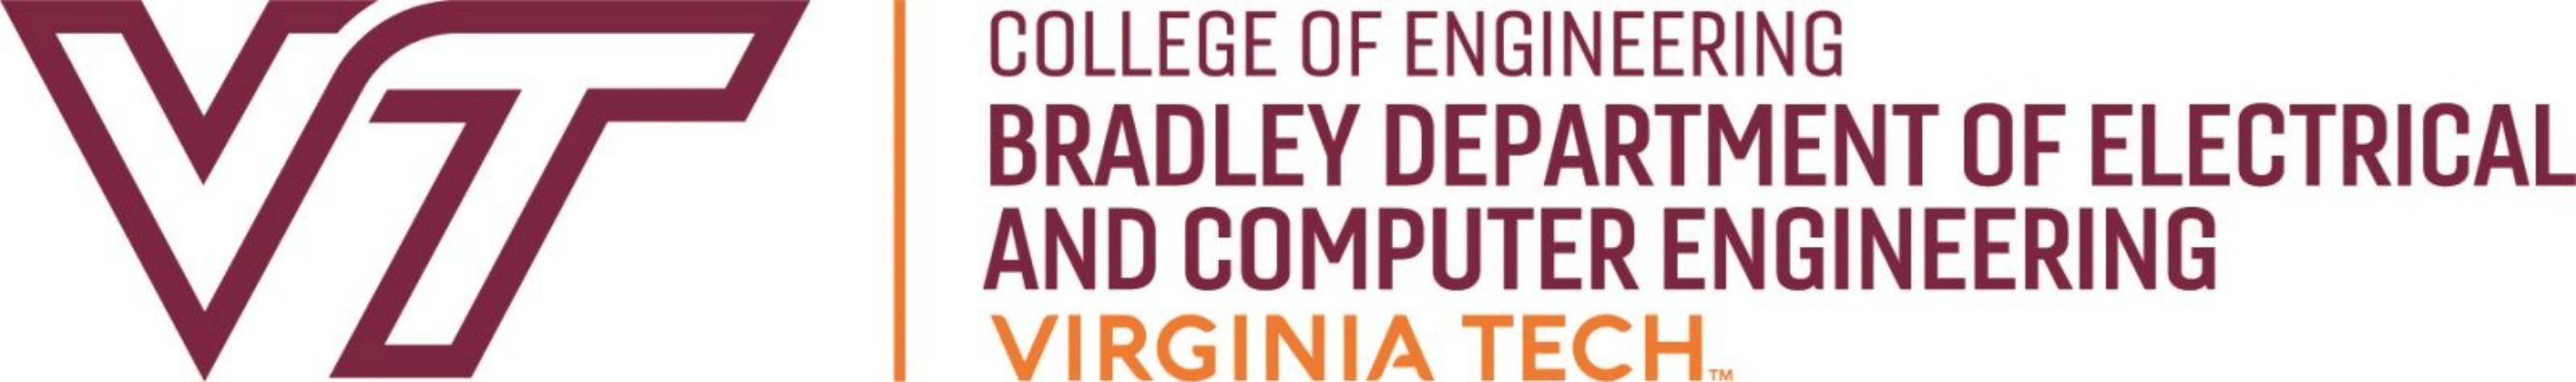 VT
COLLEGE OF ENGINEERING
BRADLEY DEPARTMENT OF ELECTRICAL
AND COMPUTER ENGINEERING
VIRGINIA TECH™